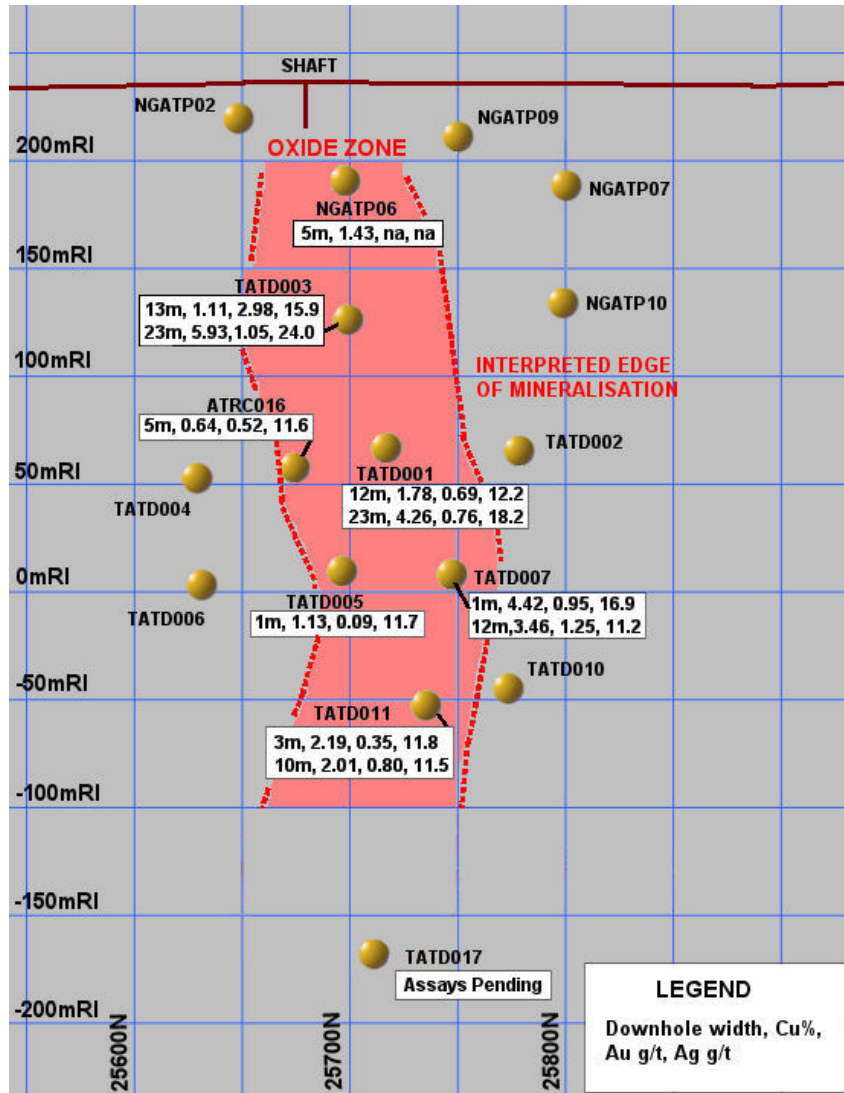 SHAFT
NGATP02
NGATP09
200mRI
OXIDE ZONE
NGATP07
NGATP06
5m, 1.43, na, na
150mRI
TATD003
13m, 1.11, 2.98, 15.9
23m, 5.93,1.05, 24.0
NGATP10
100mRI
INTERPRETED EDGE
OF MINERALISATION
ATRC016
5m, 0.64, 0.52, 11.6
TATD002
50mRI
TATD001
12m, 1.78, 0.69, 12.2
23m, 4.26, 0.76, 18.2
TATD004
0mRI
TATD007
1m, 4.42, 0.95, 16.9
12m,3.46, 1.25, 11.2
TATD005
1m, 1.13, 0.09, 11.7
TATD006
-50mRI
TATD010
TATD011
3m, 2.19, 0.35, 11.8
10m, 2.01, 0.80, 11.5
-100mRI
-150mRI
TATD017
Assays Pending
-200mRI
25600N
25700N
25800N
LEGEND
Downhole width, Cu%,
Au g/t, Ag g/t